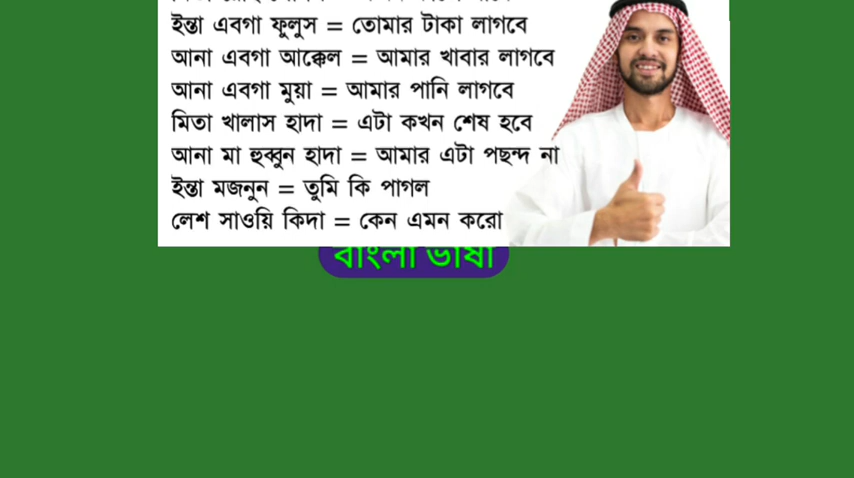 ইন্তা এবগা ফুলুস = তোমার টাকা লাগবে
আনা এবগা আক্কেল = আমার খাবার লাগবে
আনা এবগা মুয়া = আমার পানি লাগবে
মিতা খালাস হাদা = এটা কখন শেষ হবে
আনা মা হুব্বুন হাদা = আমার এটা পছন্দ না
ইন্তা মজনুন = তুমি কি পাগল
লেশ সাওয়ি কিদা = কেন এমন করো
বাংলা ভাষা